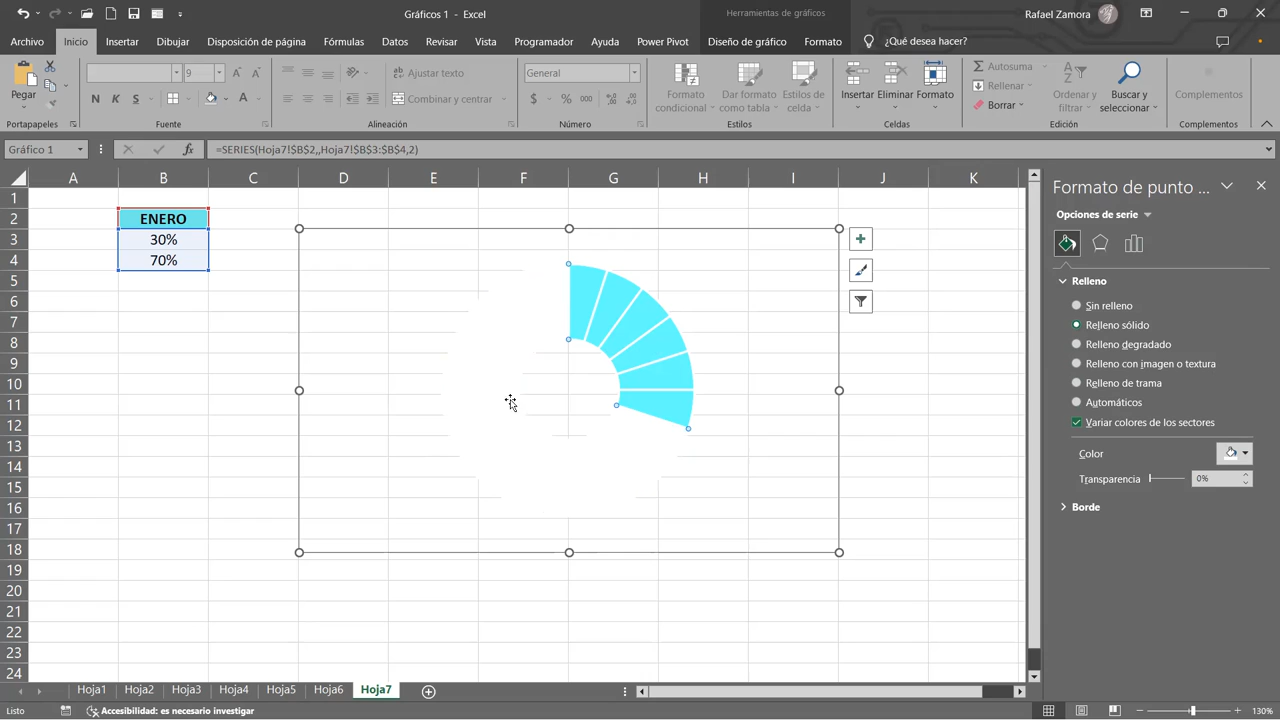 Gráficos 1 - Excel
Herramientas de gráficos
Rafael Zamora
Archivo Inicio Insertar Dibujar Disposición de página Fórmulas Datos Revisar Vista Programador Ayuda Power Pivot Diseño de gráfico Formato ¿Qué desea hacer?
Pegar
9
Ajustar texto
General
Formato condicional
Dar formato como tabla
Estilos de celda
Insertar
Eliminar
Formato
Autosuma
Rellenar
Borrar
Ordenar y filtrar
Buscar y seleccionar
Complementos
N K S
A
Combinar y centrar
$ % 000
Portapapeles Fuente Alineación Número Estilos Celdas Edición Complementos
Gráfico 1
fx
=SERIES(Hoja7!$B$2,,Hoja7!$B$3:$B$4,2)
A B C D E F G H I J K
1
2 ENERO
3 30%
4 70%
5
6
7
8
9
10
11
12
13
14
15
16
17
18
19
20
21
22
23
24
Formato de punto ...
Opciones de serie
Relleno
Sin relleno
Relleno sólido
Relleno degradado
Relleno con imagen o textura
Relleno de trama
Automáticos
Variar colores de los sectores
Color
Transparencia 0%
Borde
Hoja1 Hoja2 Hoja3 Hoja4 Hoja5 Hoja6 Hoja7
Listo
Accesibilidad: es necesario investigar
130%